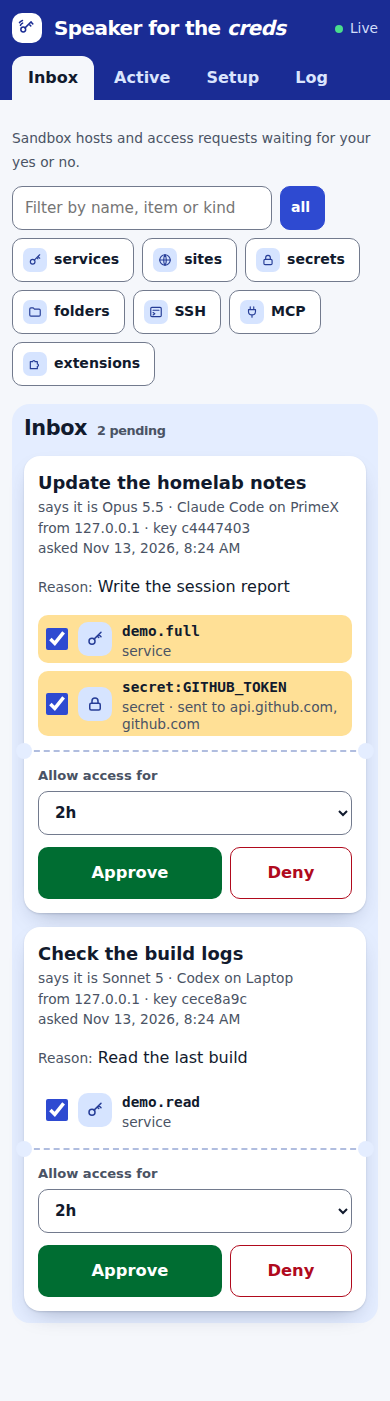 Speaker for the creds
Live
Inbox Active Setup Log
Sandbox hosts and access requests waiting for your
yes or no.
Filter by name, item or kind
all
services sites secrets
folders SSH MCP
extensions
Inbox 2 pending
Update the homelab notes
says it is Opus 5.5 · Claude Code on PrimeX
from 127.0.0.1 · key c4447403
asked Nov 13, 2026, 8:24 AM
Reason: Write the session report
demo.full
service
secret:GITHUB_TOKEN
secret · sent to api.github.com,
github.com
Allow access for
2h
Approve Deny
Check the build logs
says it is Sonnet 5 · Codex on Laptop
from 127.0.0.1 · key cece8a9c
asked Nov 13, 2026, 8:24 AM
Reason: Read the last build
demo.read
service
Allow access for
2h
Approve Deny